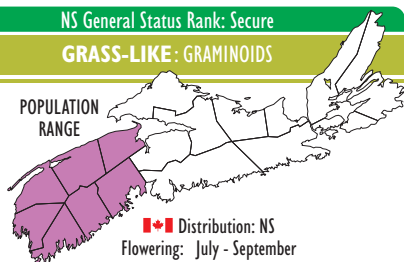 NS General Status Rank: Secure
GRASS-LIKE: GRAMINOIDS
POPULATION
RANGE
Distribution: NS
Flowering: July - September